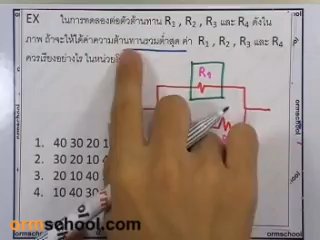 EX ในการทดลองต่อตัวต้านทาน R1 , R2 , R3 และ R4 ดังใน
ภาพ ถ้าจะให้ได้ค่าความต้านทานรวมต่ำสุด ค่า R1 , R2 , R3 และ R4
ควรเรียงอย่างไร ในหน่วย
R1
1. 40 30 20 1
2. 30 20 10 4
3. 20 10 40
4. 10 40 30
ormschool.com